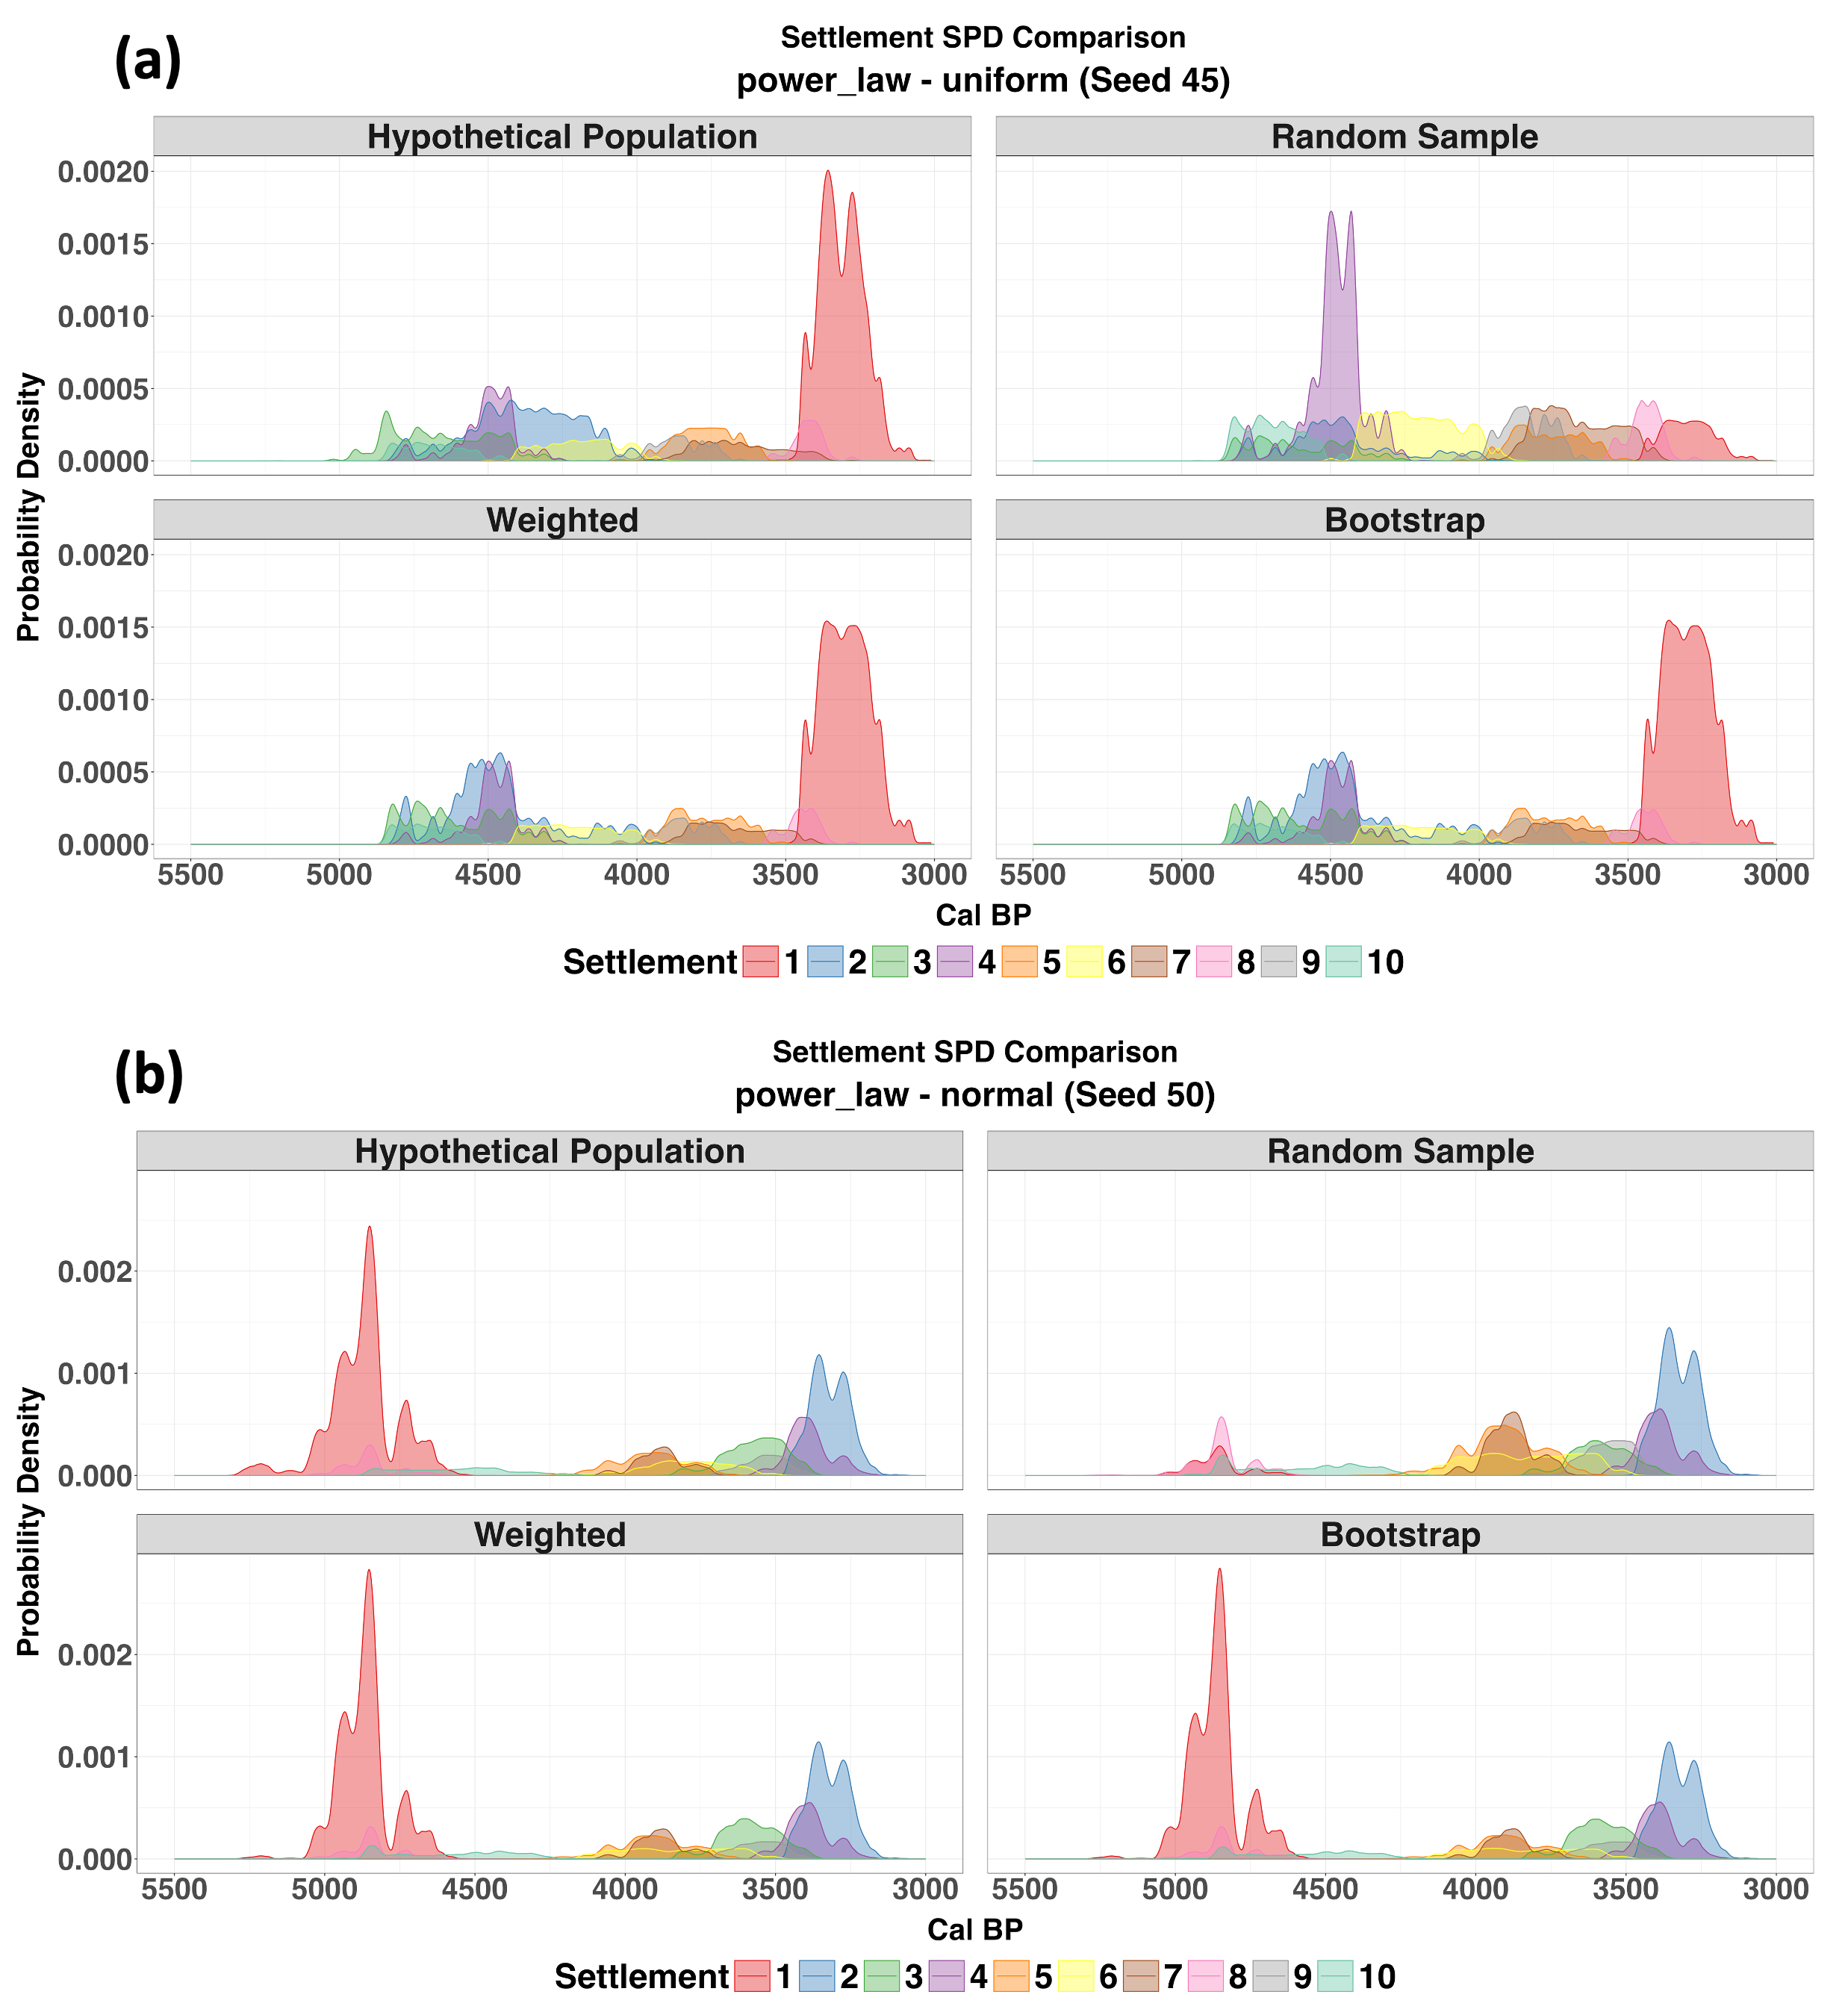 (a)
Settlement SPD Comparison
power_law - uniform (Seed 45)
Hypothetical Population
Random Sample
0.0020
0.0015
0.0010
0.0005
0.0000
Weighted
Bootstrap
0.0020
0.0015
0.0010
0.0005
0.0000
Probability Density
5500 5000 4500 4000 3500 3000
5500 5000 4500 4000 3500 3000
Cal BP
Settlement 1 2 3 4 5 6 7 8 9 10
(b)
Settlement SPD Comparison
power_law - normal (Seed 50)
Hypothetical Population
Random Sample
0.002
0.001
0.000
Weighted
Bootstrap
0.002
0.001
0.000
Probability Density
5500 5000 4500 4000 3500 3000
5500 5000 4500 4000 3500 3000
Cal BP
Settlement 1 2 3 4 5 6 7 8 9 10